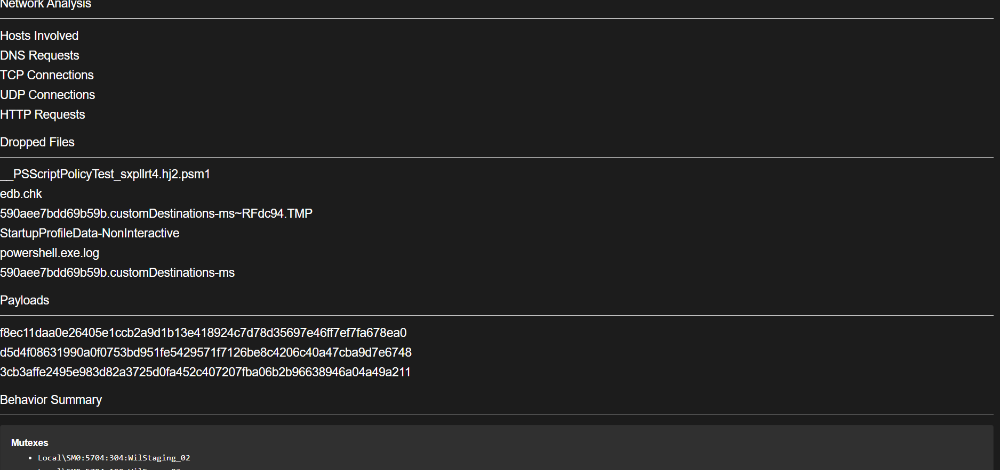 Network Analysis
Hosts Involved
DNS Requests
TCP Connections
UDP Connections
HTTP Requests
Dropped Files
__PSScriptPolicyTest_sxpllrt4.hj2.psm1
edb.chk
590aee7bdd69b59b.customDestinations-ms~RFdc94.TMP
StartupProfileData-NonInteractive
powershell.exe.log
590aee7bdd69b59b.customDestinations-ms
Payloads
f8ec11daa0e26405e1ccb2a9d1b13e418924c7d78d35697e46ff7ef7fa678ea0
d5d4f08631990a0f0753bd951fe5429571f7126be8c4206c40a47cba9d7e6748
3cb3affe2495e983d82a3725d0fa452c407207fba06b2b96638946a04a49a211
Behavior Summary
Mutexes
• Local\SM0:5704:304:WilStaging_02